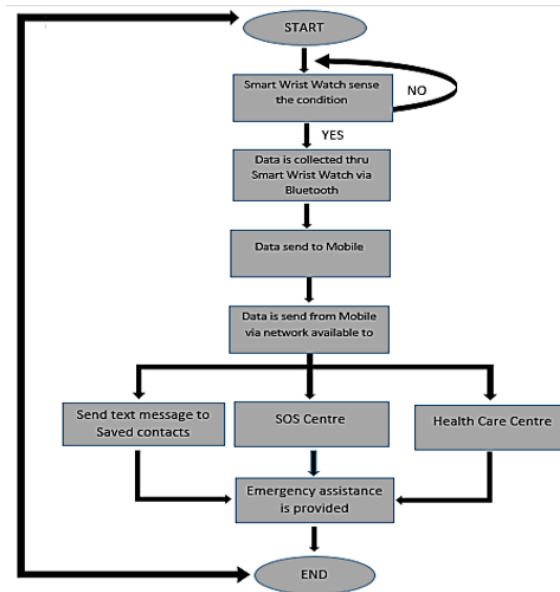 START
Smart Wrist Watch sense
the condition
NO
YES
Data is collected thru
Smart Wrist Watch via
Bluetooth
Data send to Mobile
Data is send from Mobile
via network available to
Send text message to
Saved contacts
SOS Centre
Health Care Centre
Emergency assistance
is provided
END